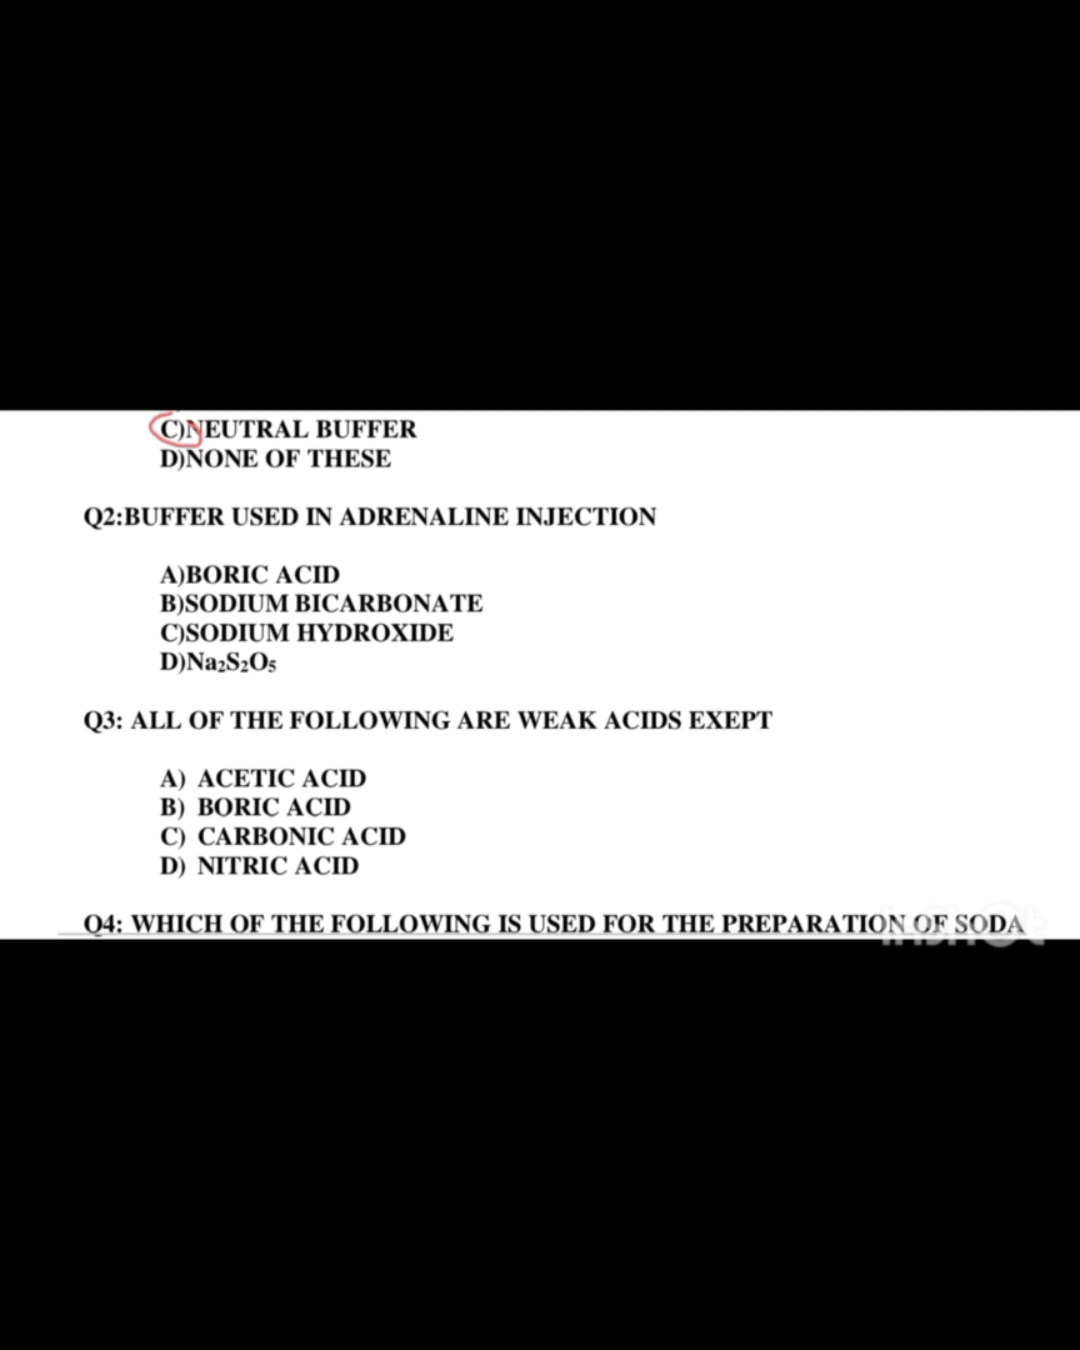 C)NEUTRAL BUFFER
D)NONE OF THESE
Q2:BUFFER USED IN ADRENALINE INJECTION
A)BORIC ACID
B)SODIUM BICARBONATE
C)SODIUM HYDROXIDE
D)Na₂S₂O₅
Q3: ALL OF THE FOLLOWING ARE WEAK ACIDS EXEPT
A) ACETIC ACID
B) BORIC ACID
C) CARBONIC ACID
D) NITRIC ACID
Q4: WHICH OF THE FOLLOWING IS USED FOR THE PREPARATION OF SODA
InShOt